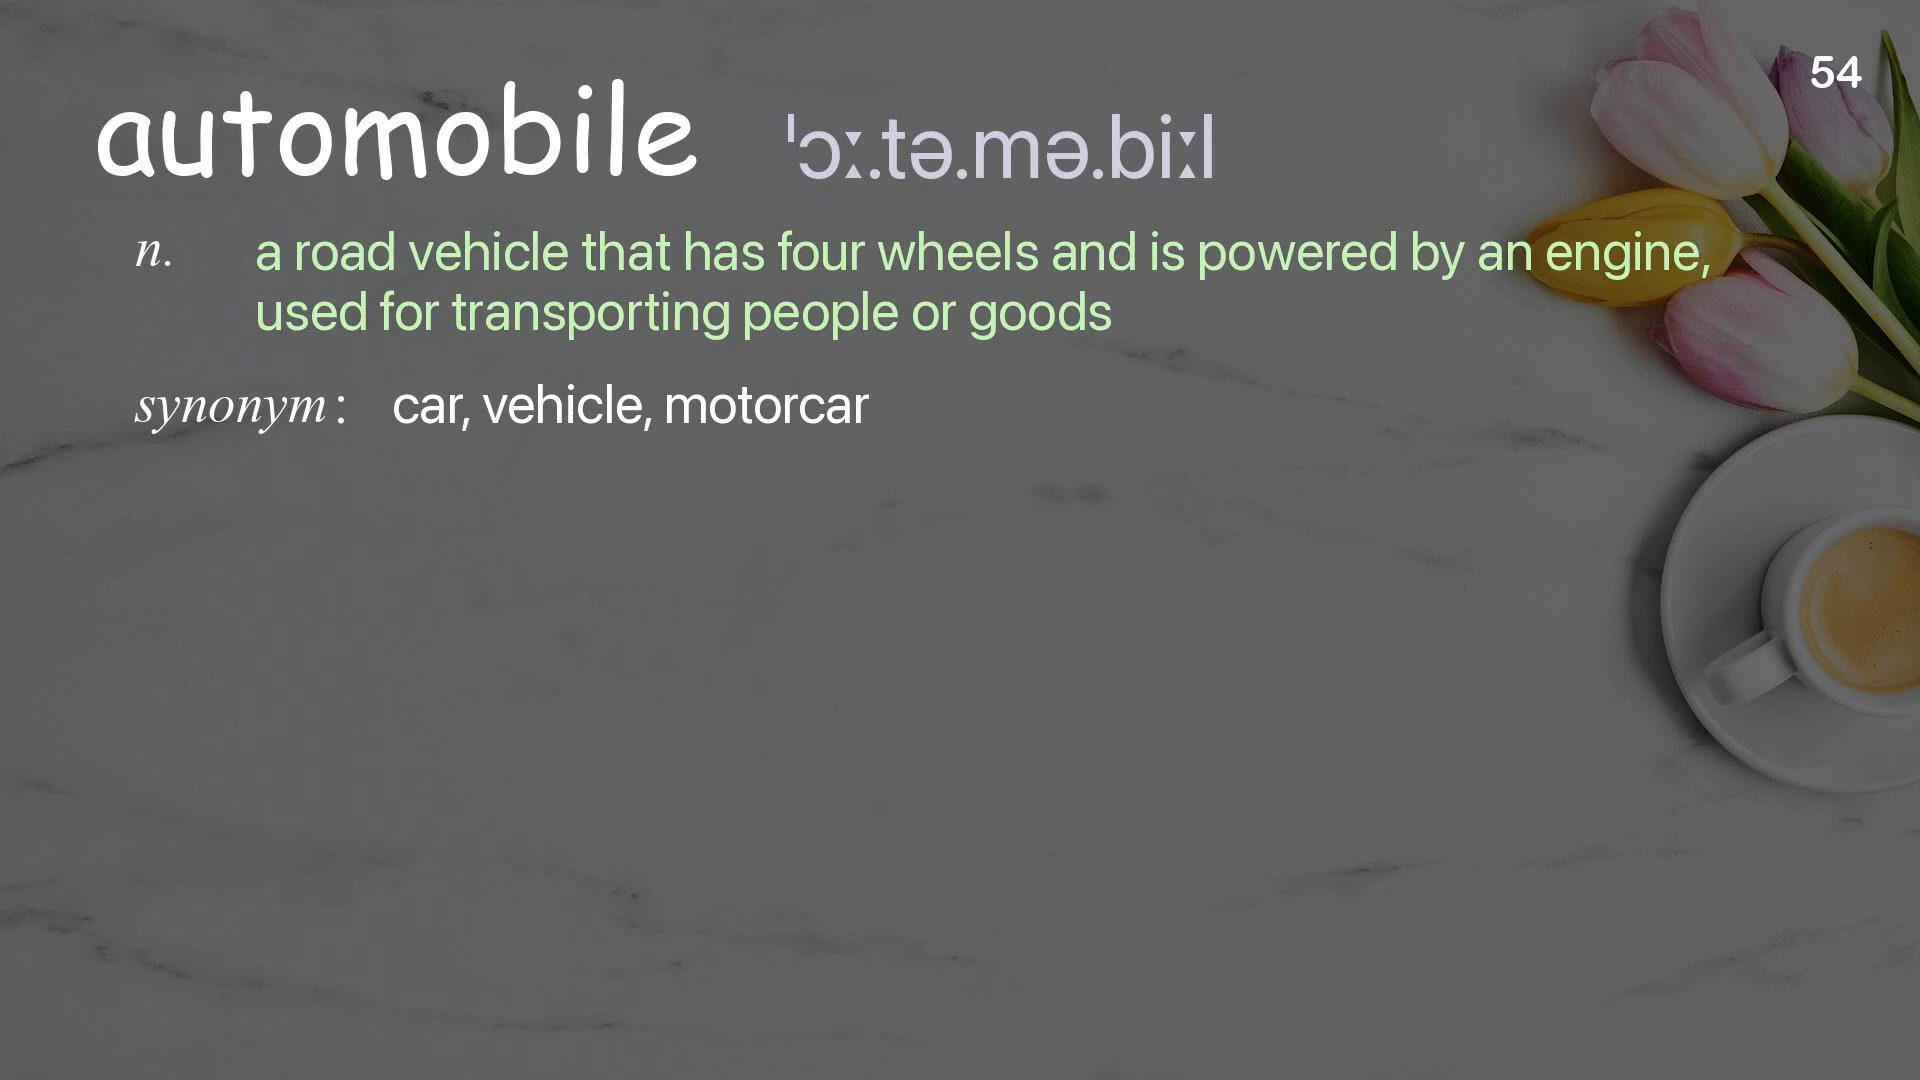 54
automobile ˈɔː.tə.mə.biːl
n. a road vehicle that has four wheels and is powered by an engine,
used for transporting people or goods
synonym : car, vehicle, motorcar